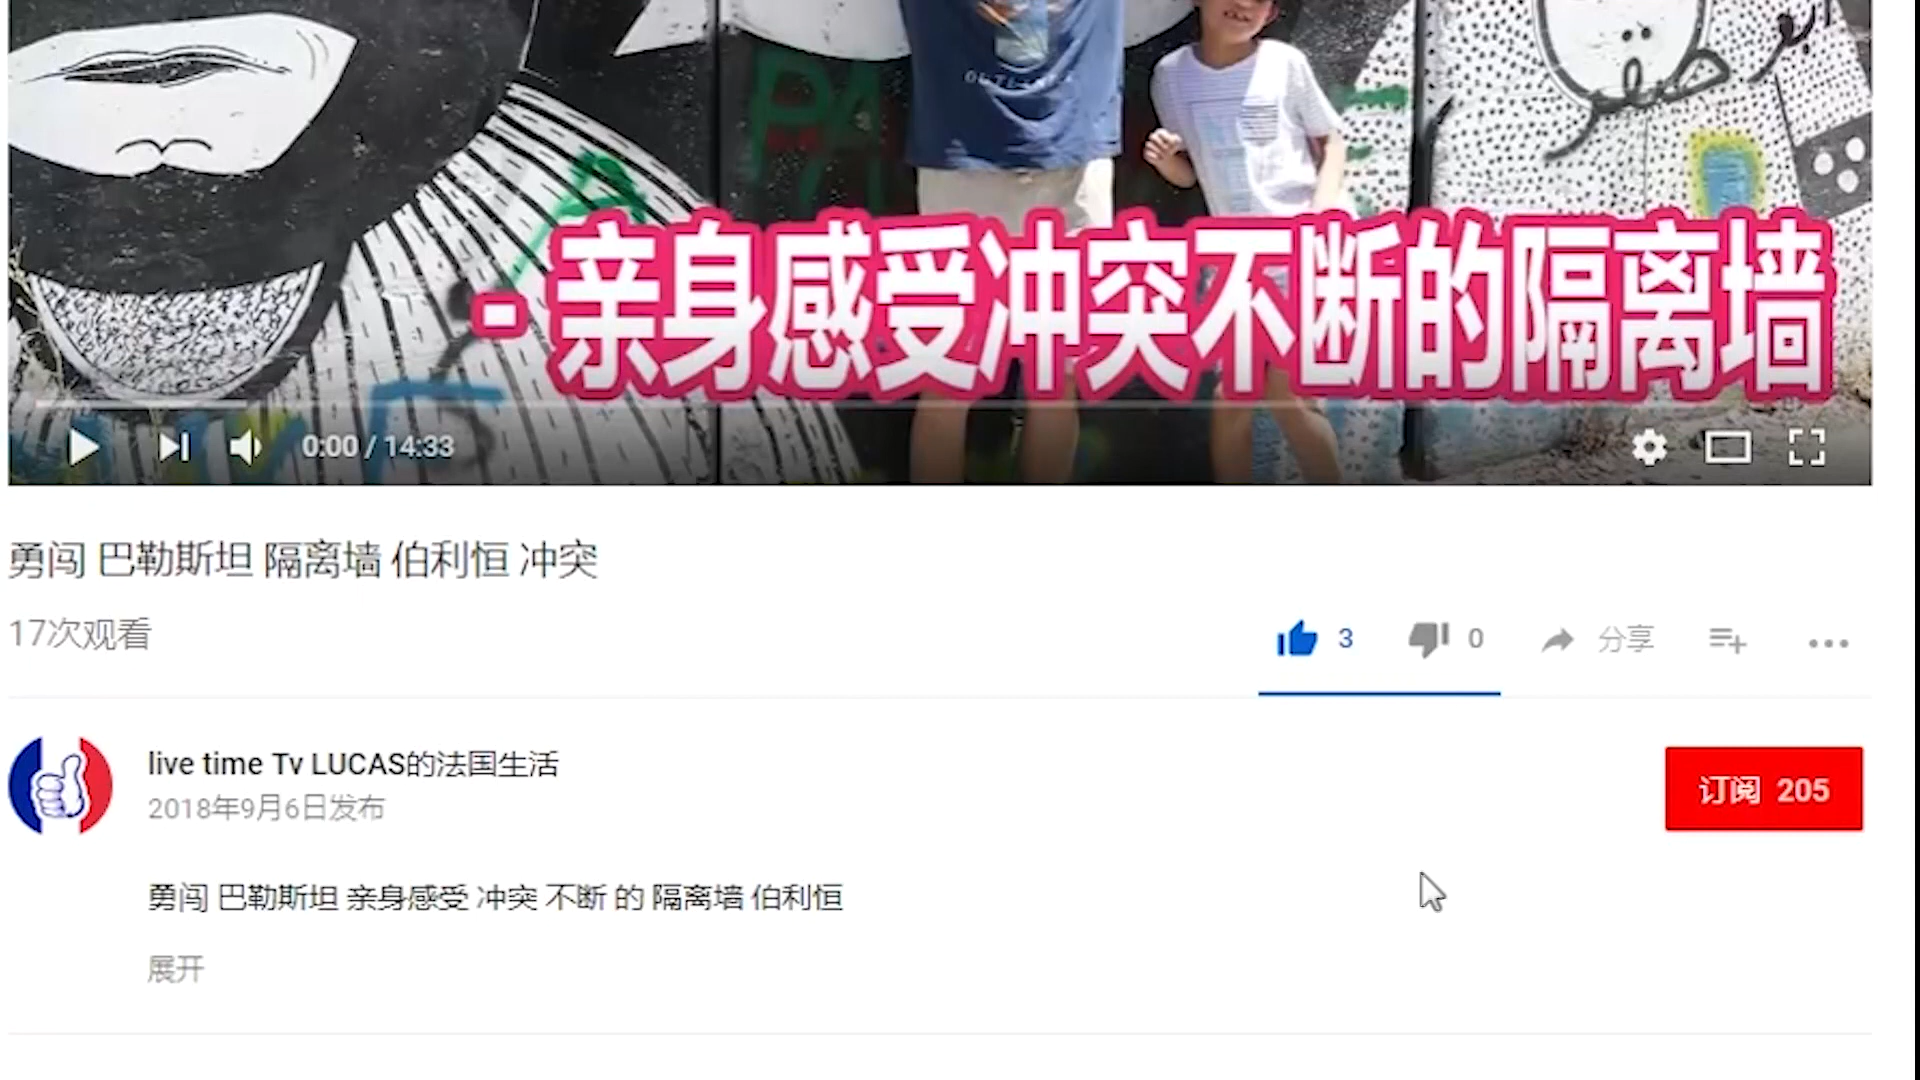 - 亲身感受冲突不断的隔离墙
0:00 / 14:33
勇闯 巴勒斯坦 隔离墙 伯利恒 冲突
17次观看
3
0
分享
live time Tv LUCAS的法国生活
2018年9月6日发布
订阅 205
勇闯 巴勒斯坦 亲身感受 冲突 不断 的 隔离墙 伯利恒
展开